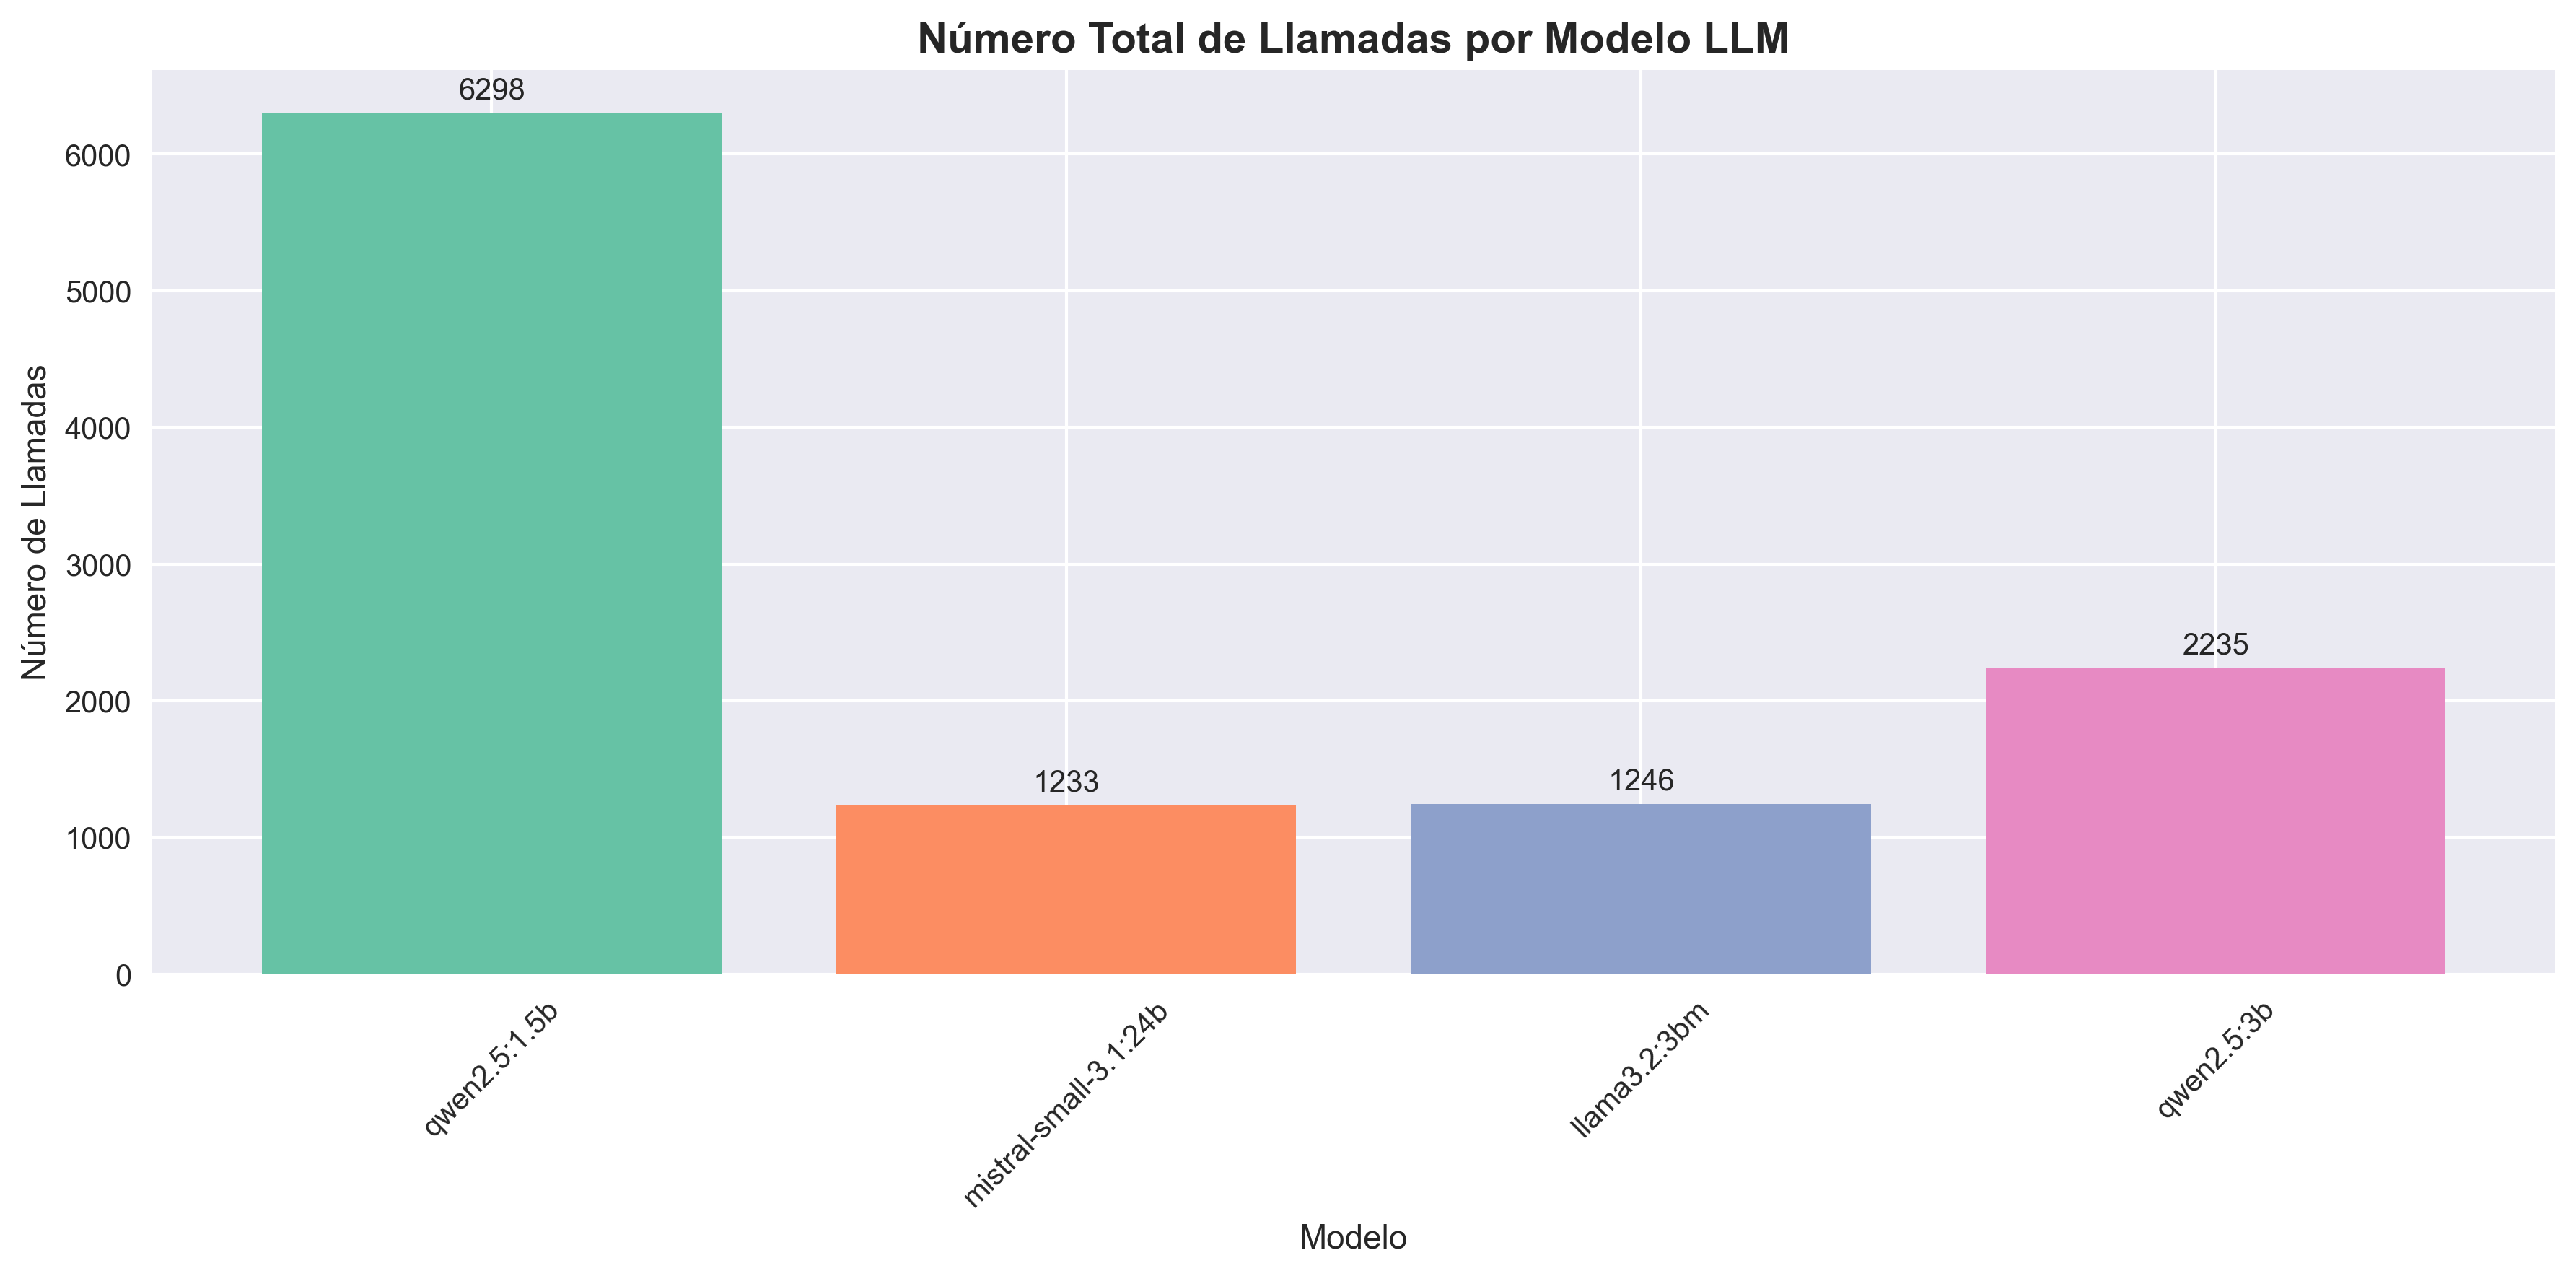 Número Total de Llamadas por Modelo LLM
Número de Llamadas
6000
5000
4000
3000
2000
1000
0
6298
1233
1246
2235
qwen2.5:1.5b
mistral-small-3.1:24b
llama3.2:3bm
qwen2.5:3b
Modelo